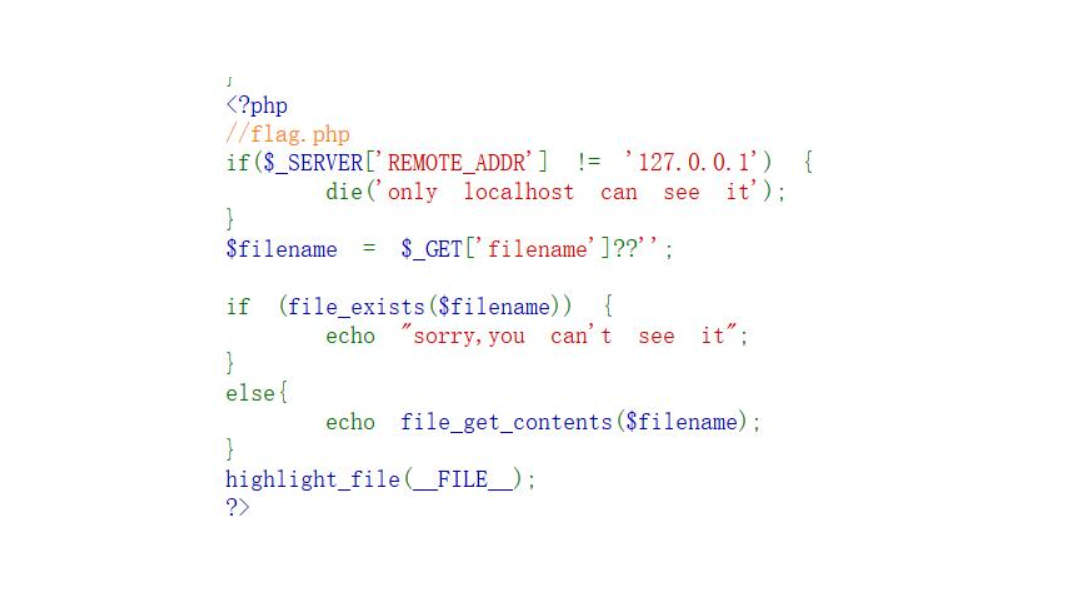 }
<?php
//flag.php
if($_SERVER['REMOTE_ADDR'] != '127.0.0.1') {
die('only localhost can see it');
}
$filename = $_GET['filename']??'';
if (file_exists($filename)) {
echo "sorry,you can't see it";
}
else{
echo file_get_contents($filename);
}
highlight_file(__FILE__);
?>